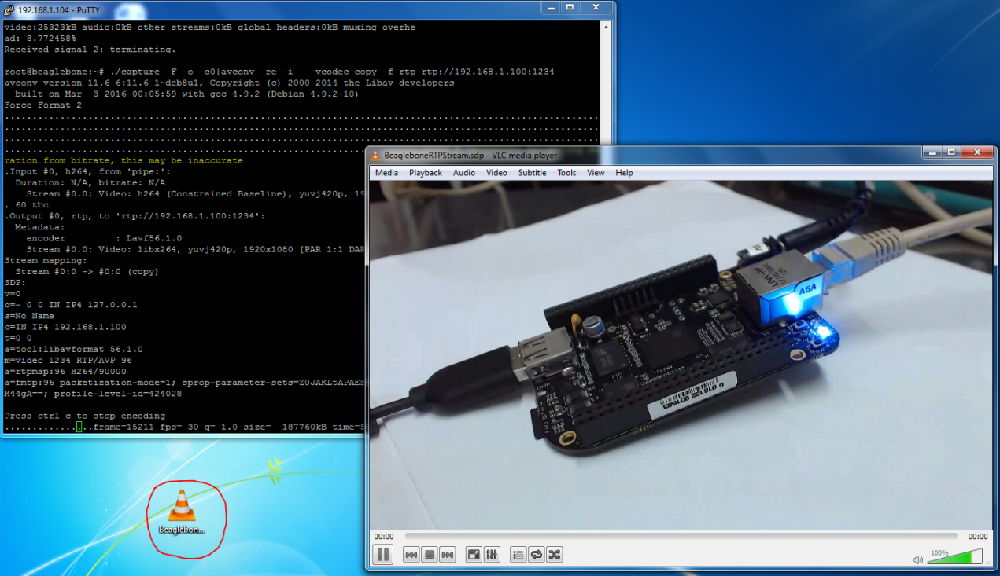 192.168.1.104 - PuTTY
video:25323kB audio:0kB other streams:0kB global headers:0kB muxing overhe
ad: 8.772458%
Received signal 2: terminating.
root@beaglebone:~# ./capture -F -o -c0|avconv -re -i - -vcodec copy -f rtp rtp://192.168.1.100:1234
avconv version 11.6-6:11.6-1~deb8u1, Copyright (c) 2000-2014 the Libav developers
built on Mar  3 2016 00:05:59 with gcc 4.9.2 (Debian 4.9.2-10)
Force Format 2
ration from bitrate, this may be inaccurate
.Input #0, h264, from 'pipe:':
Duration: N/A, bitrate: N/A
Stream #0.0: Video: h264 (Constrained Baseline), yuvj420p, 19
, 60 tbc
.Output #0, rtp, to 'rtp://192.168.1.100:1234':
Metadata:
encoder         : Lavf56.1.0
Stream #0.0: Video: libx264, yuvj420p, 1920x1080 [PAR 1:1 DAR
Stream mapping:
Stream #0:0 -> #0:0 (copy)
SDP:
v=0
o=- 0 0 IN IP4 127.0.0.1
s=No Name
c=IN IP4 192.168.1.100
t=0 0
a=tool:libavformat 56.1.0
m=video 1234 RTP/AVP 96
a=rtpmap:96 H264/90000
a=fmtp:96 packetization-mode=1; sprop-parameter-sets=Z0JAKLtAPAES
M44gA==; profile-level-id=424028
Press ctrl-c to stop encoding
...............frame=15211 fps= 30 q=-1.0 size=  187760kB time=5
BeagleboneRTPStream.sdp - VLC media player
Media Playback Audio Video Subtitle Tools View Help
LINK-PP
A5A
microSD Card
00:00
00:00
100%
Beaglebon...